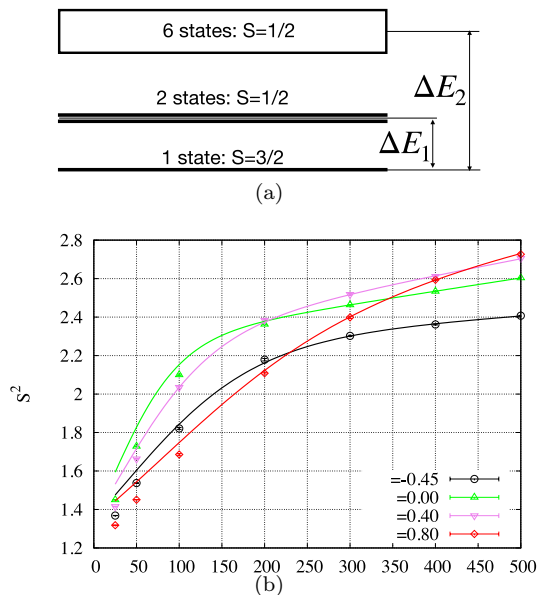 6 states: S=1/2
2 states: S=1/2
ΔE₂
ΔE₁
1 state: S=3/2
(a)
2.8
2.6
2.4
2.2
2
1.8
1.6
1.4
1.2
S²
=-0.45
=0.00
=0.40
=0.80
0 50 100 150 200 250 300 350 400 450 500
(b)